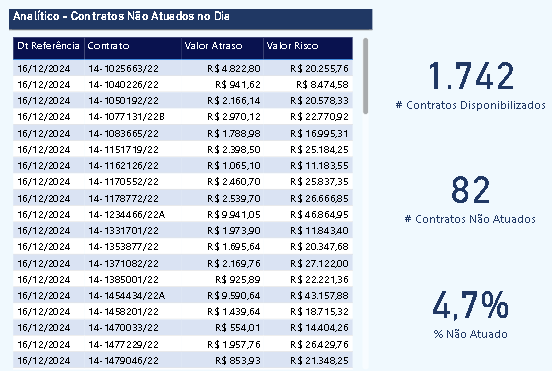 Analítico - Contratos Não Atuados no Dia
Dt Referência Contrato Valor Atraso Valor Risco
16/12/2024 14-1025663/22 R$ 4.822,80 R$ 20.255,76
16/12/2024 14-1040226/22 R$ 941,62 R$ 8.474,58
16/12/2024 14-1050192/22 R$ 2.166,14 R$ 20.578,33
16/12/2024 14-1077131/22B R$ 2.970,12 R$ 22.770,92
16/12/2024 14-1083665/22 R$ 1.788,98 R$ 16.995,31
16/12/2024 14-1151719/22 R$ 2.398,50 R$ 25.184,25
16/12/2024 14-1162126/22 R$ 1.065,10 R$ 11.183,55
16/12/2024 14-1170552/22 R$ 2.460,70 R$ 25.837,35
16/12/2024 14-1178772/22 R$ 2.539,70 R$ 26.666,85
16/12/2024 14-1234466/22A R$ 9.941,05 R$ 46.864,95
16/12/2024 14-1331701/22 R$ 1.973,90 R$ 11.843,40
16/12/2024 14-1353877/22 R$ 1.695,64 R$ 20.347,68
16/12/2024 14-1371082/22 R$ 2.169,76 R$ 27.122,00
16/12/2024 14-1385001/22 R$ 925,89 R$ 22.221,36
16/12/2024 14-1454434/22A R$ 9.590,64 R$ 43.157,88
16/12/2024 14-1458201/22 R$ 1.439,64 R$ 18.715,32
16/12/2024 14-1470033/22 R$ 554,01 R$ 14.404,26
16/12/2024 14-1477229/22 R$ 1.957,76 R$ 26.429,76
16/12/2024 14-1479046/22 R$ 853,93 R$ 21.348,25
1.742
# Contratos Disponibilizados
82
# Contratos Não Atuados
4,7%
% Não Atuado